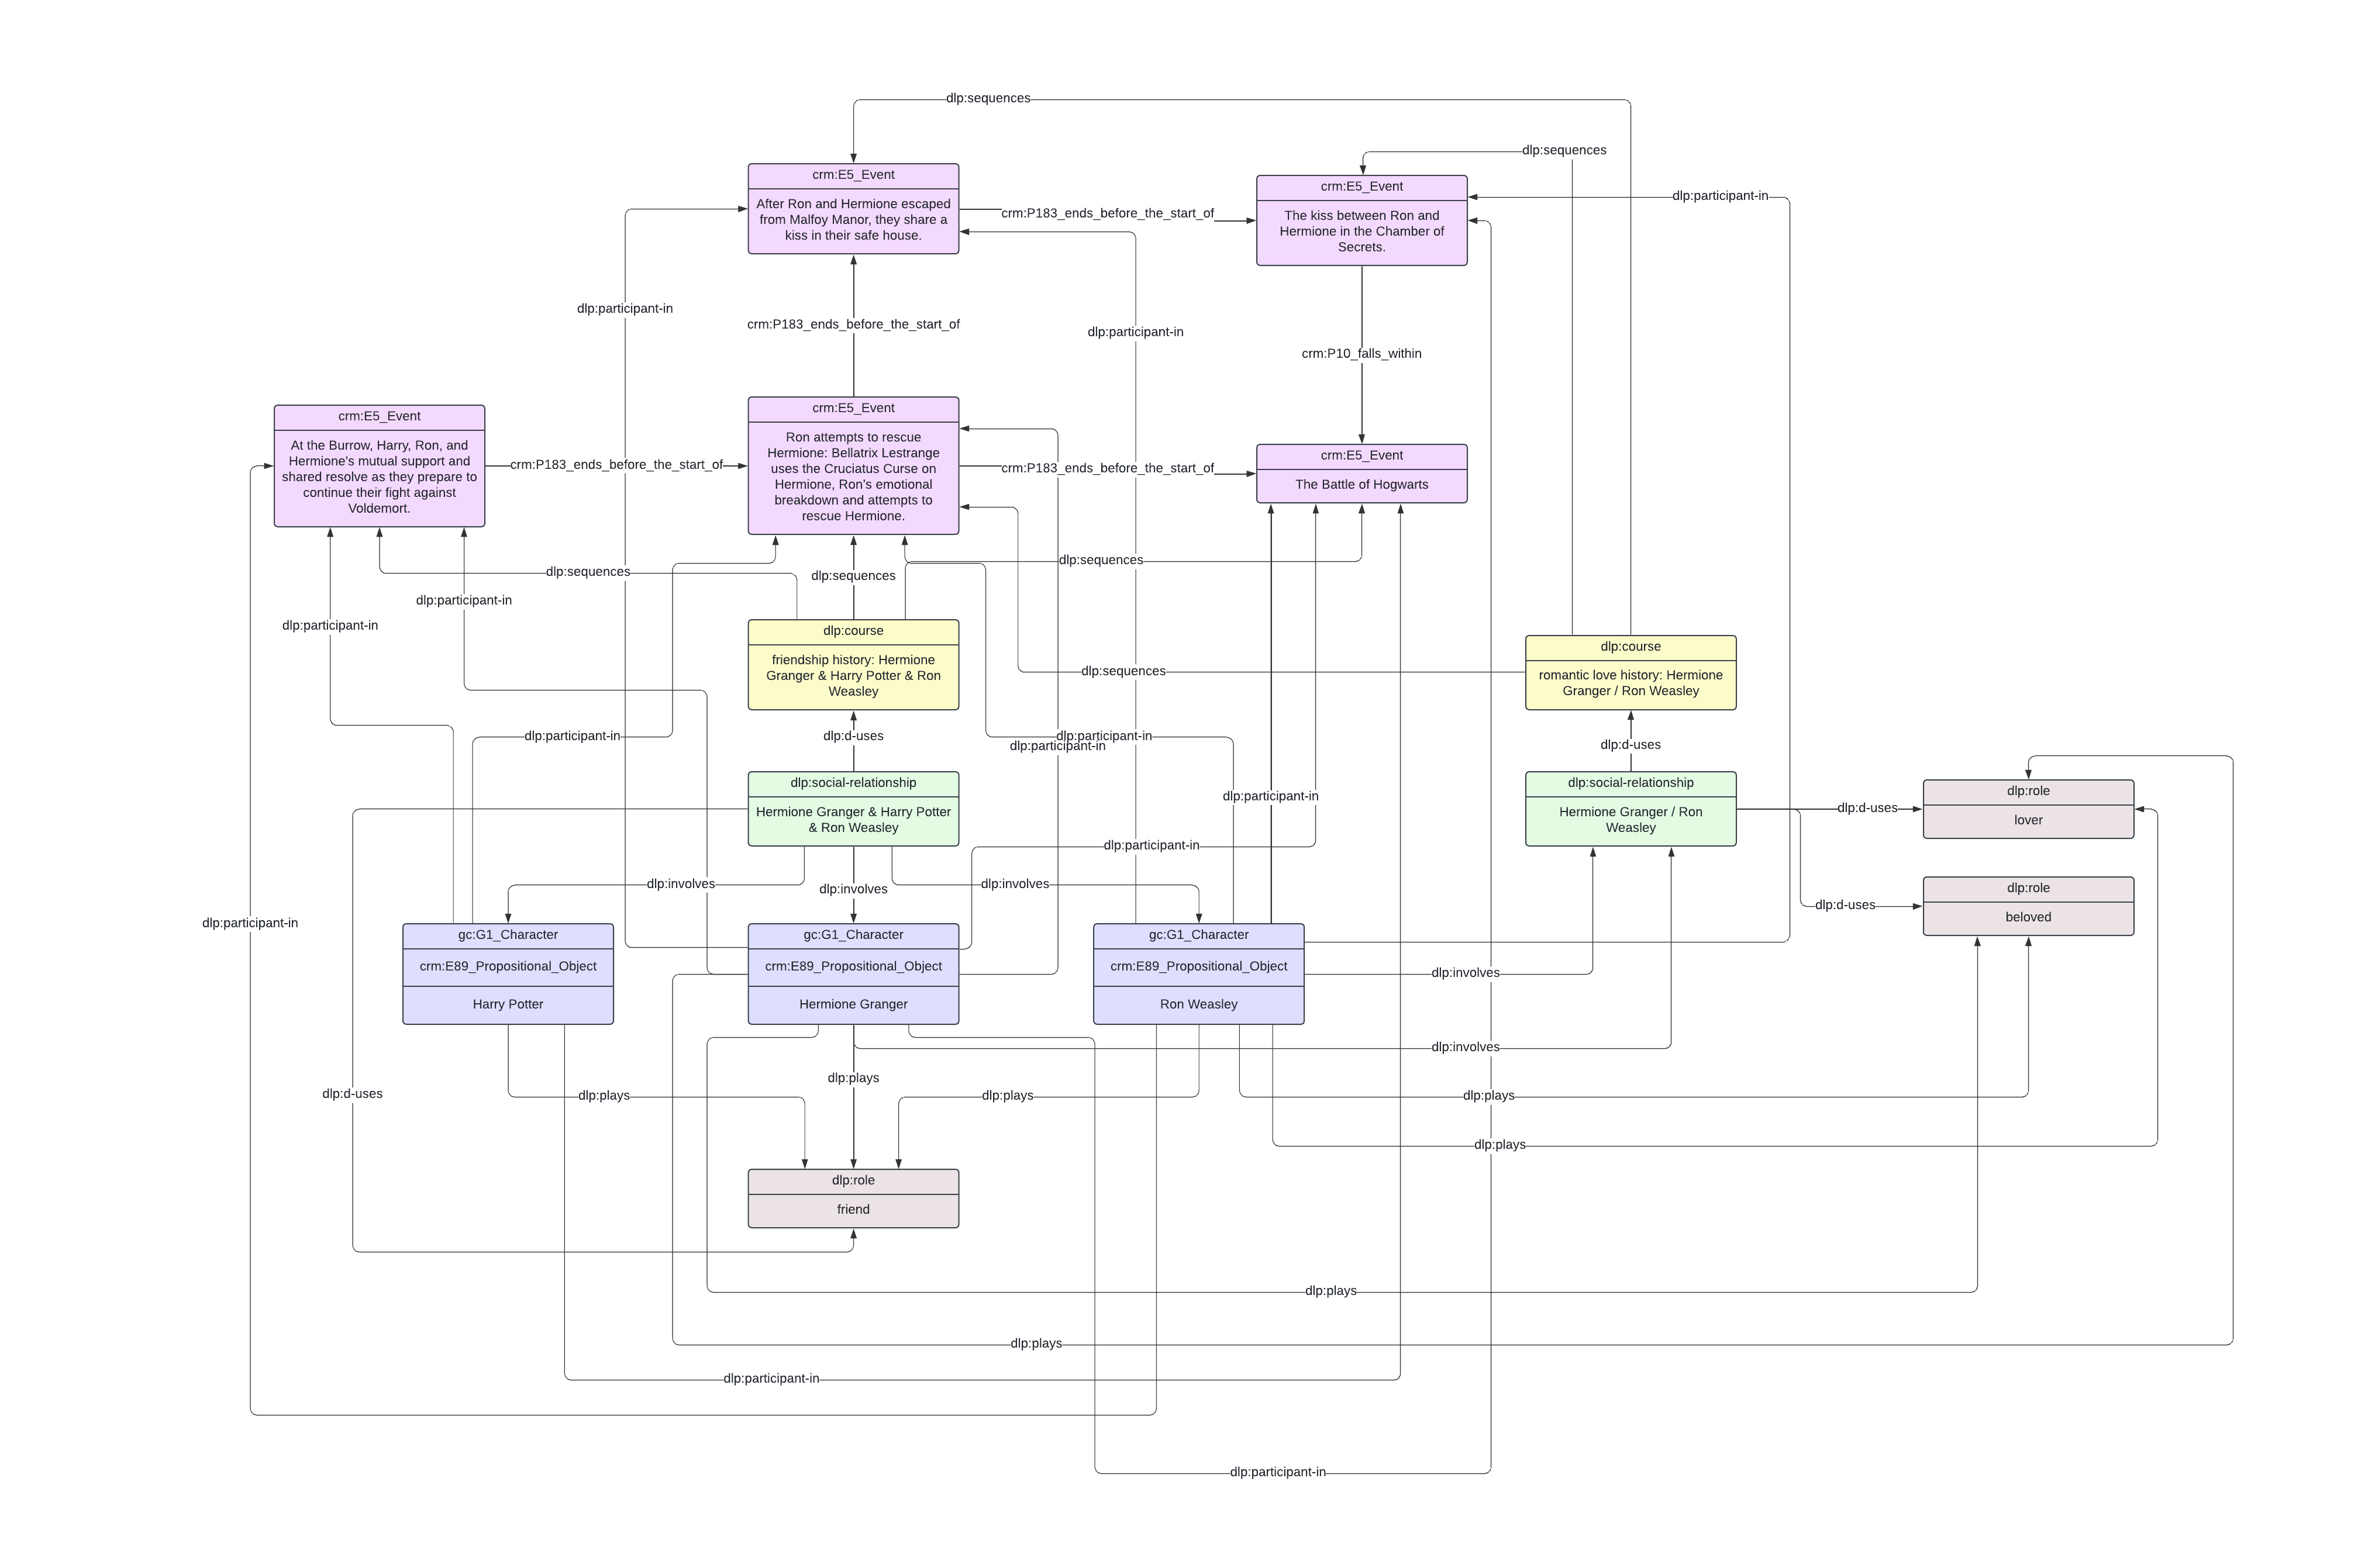 dlp:sequences
dlp:sequences
crm:E5_Event
After Ron and Hermione escaped
from Malfoy Manor, they share a
kiss in their safe house.
crm:P183_ends_before_the_start_of
crm:E5_Event
The kiss between Ron and
Hermione in the Chamber of
Secrets.
dlp:participant-in
dlp:participant-in
crm:P183_ends_before_the_start_of
dlp:participant-in
crm:P10_falls_within
crm:E5_Event
At the Burrow, Harry, Ron, and
Hermione's mutual support and
shared resolve as they prepare to
continue their fight against
Voldemort.
crm:P183_ends_before_the_start_of
crm:E5_Event
Ron attempts to rescue
Hermione: Bellatrix Lestrange
uses the Cruciatus Curse on
Hermione, Ron's emotional
breakdown and attempts to
rescue Hermione.
crm:P183_ends_before_the_start_of
crm:E5_Event
The Battle of Hogwarts
dlp:sequences
dlp:sequences
dlp:sequences
dlp:participant-in
dlp:participant-in
dlp:course
friendship history: Hermione
Granger & Harry Potter & Ron
Weasley
dlp:sequences
dlp:course
romantic love history: Hermione
Granger / Ron Weasley
dlp:participant-in
dlp:d-uses
dlp:participant-in
dlp:participant-in
dlp:d-uses
dlp:social-relationship
Hermione Granger & Harry Potter
& Ron Weasley
dlp:participant-in
dlp:social-relationship
Hermione Granger / Ron
Weasley
dlp:d-uses
dlp:role
lover
dlp:participant-in
dlp:involves
dlp:involves
dlp:involves
dlp:d-uses
dlp:role
beloved
dlp:participant-in
gc:G1_Character
crm:E89_Propositional_Object
Harry Potter
gc:G1_Character
crm:E89_Propositional_Object
Hermione Granger
gc:G1_Character
crm:E89_Propositional_Object
Ron Weasley
dlp:involves
dlp:involves
dlp:d-uses
dlp:plays
dlp:plays
dlp:plays
dlp:plays
dlp:plays
dlp:role
friend
dlp:plays
dlp:plays
dlp:participant-in
dlp:participant-in